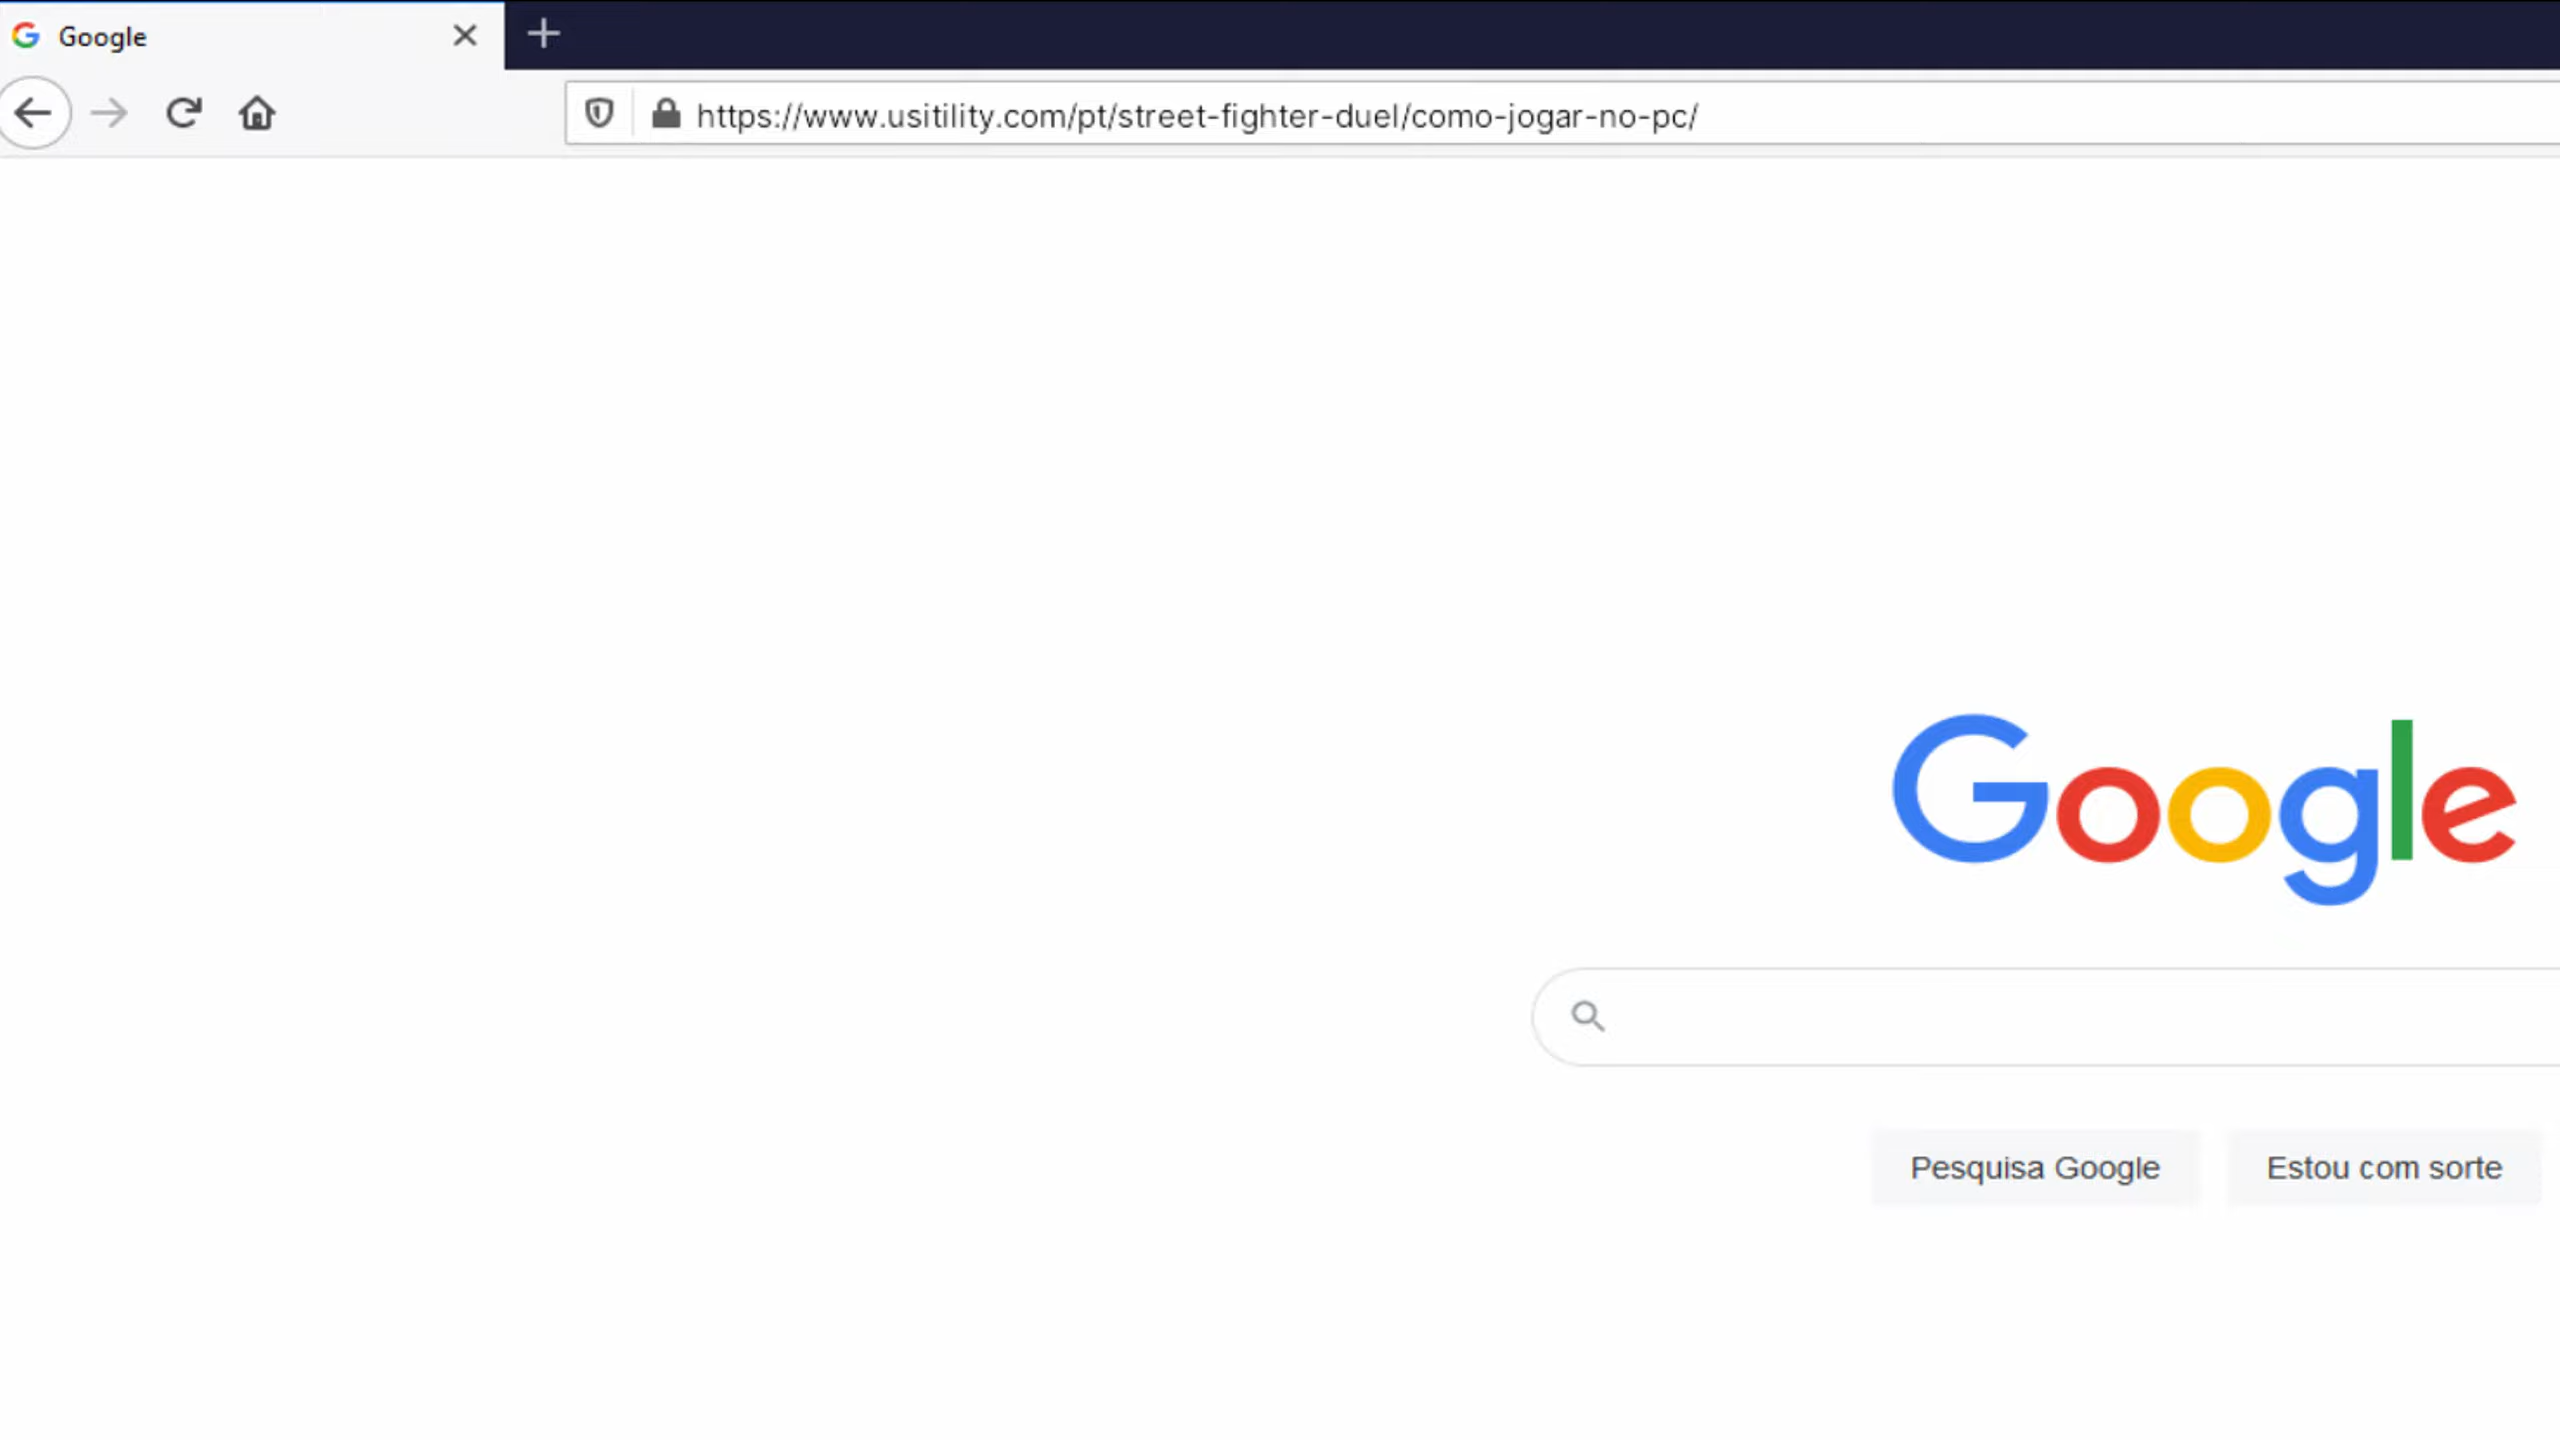 Google
https://www.usitility.com/pt/street-fighter-duel/como-jogar-no-pc/
Google
Pesquisa Google
Estou com sorte